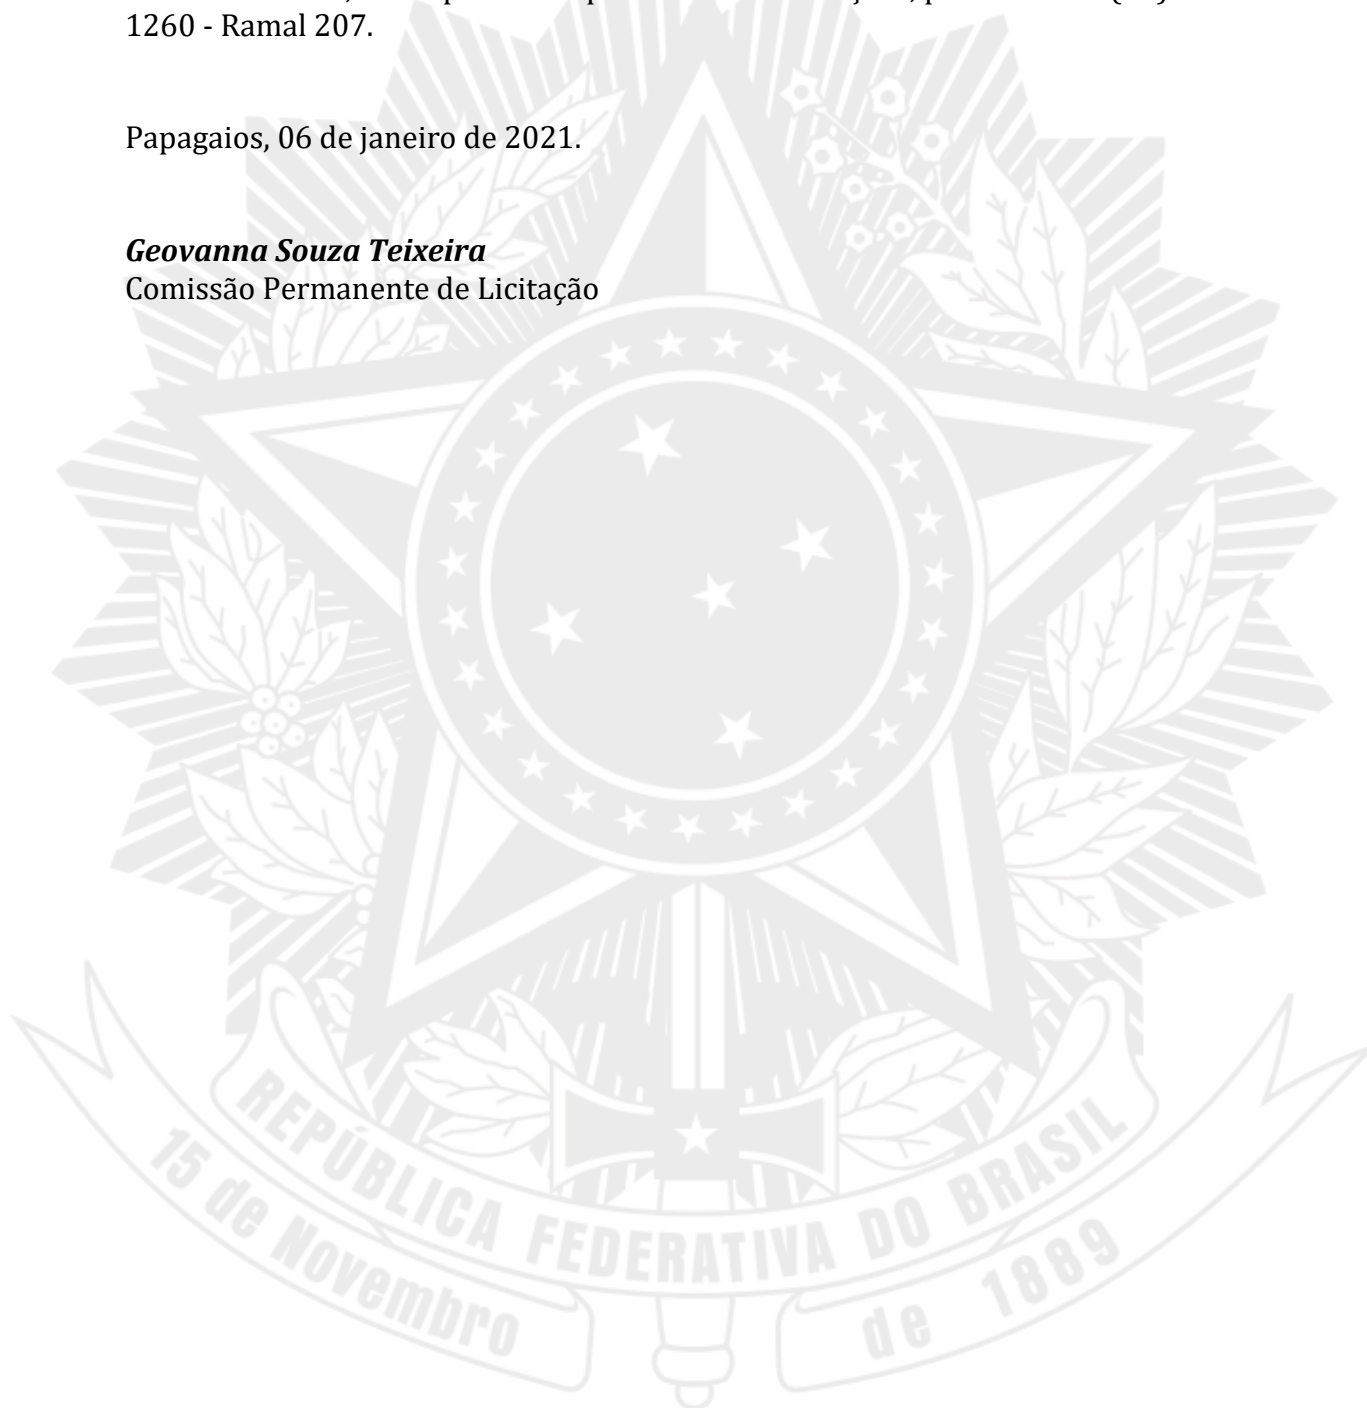 1260 - Ramal 207.
Papagaios, 06 de janeiro de 2021.
Geovanna Souza Teixeira
Comissão Permanente de Licitação
REPÚBLICA FEDERATIVA DO BRASIL
15 de Novembro de 1889